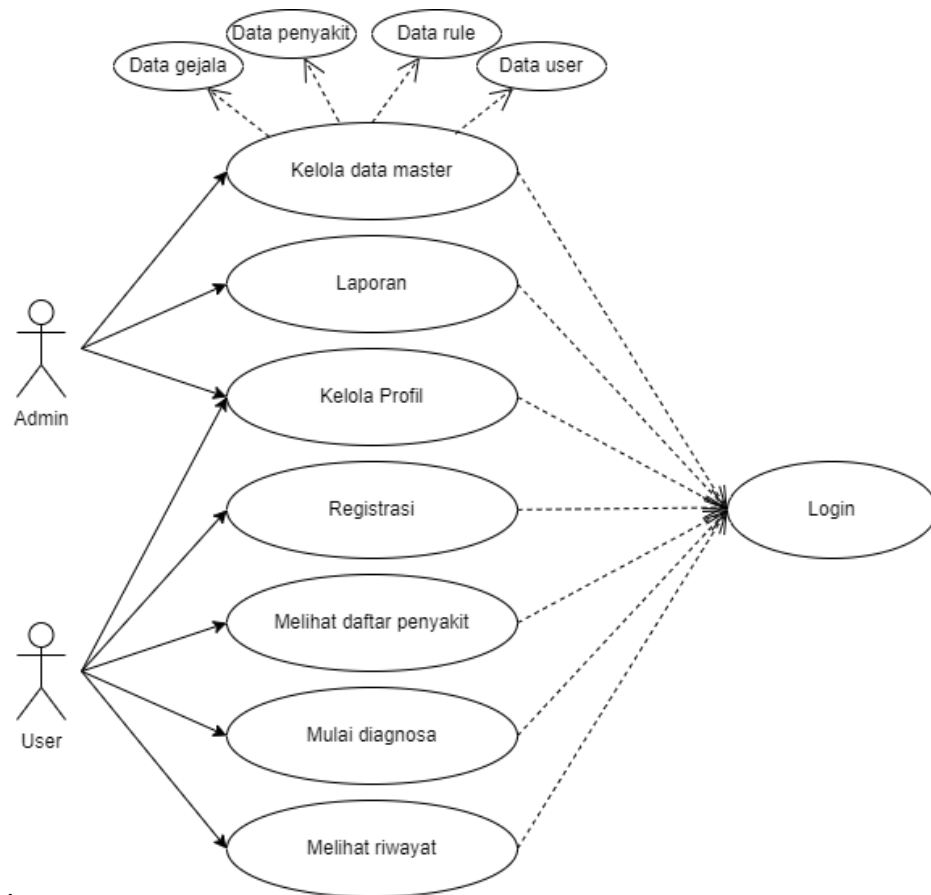 Data penyakit
Data rule
Data gejala
Data user
Kelola data master
Laporan
Kelola Profil
Admin
Registrasi
Login
Melihat daftar penyakit
User
Mulai diagnosa
Melihat riwayat